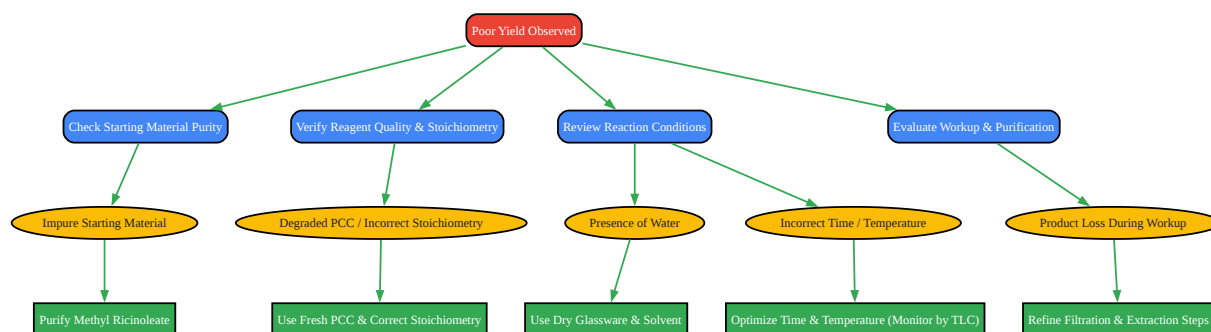 Poor Yield Observed
Check Starting Material Purity
Verify Reagent Quality & Stoichiometry
Review Reaction Conditions
Evaluate Workup & Purification
Impure Starting Material
Degraded PCC / Incorrect Stoichiometry
Presence of Water
Incorrect Time / Temperature
Product Loss During Workup
Purify Methyl Ricinoleate
Use Fresh PCC & Correct Stoichiometry
Use Dry Glassware & Solvent
Optimize Time & Temperature (Monitor by TLC)
Refine Filtration & Extraction Steps